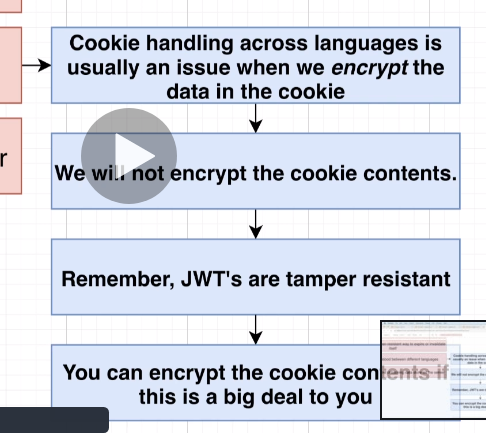 Cookie handling across languages is
usually an issue when we encrypt the
data in the cookie
r
We will not encrypt the cookie contents.
Remember, JWT's are tamper resistant
You can encrypt the cookie contents if
this is a big deal to you